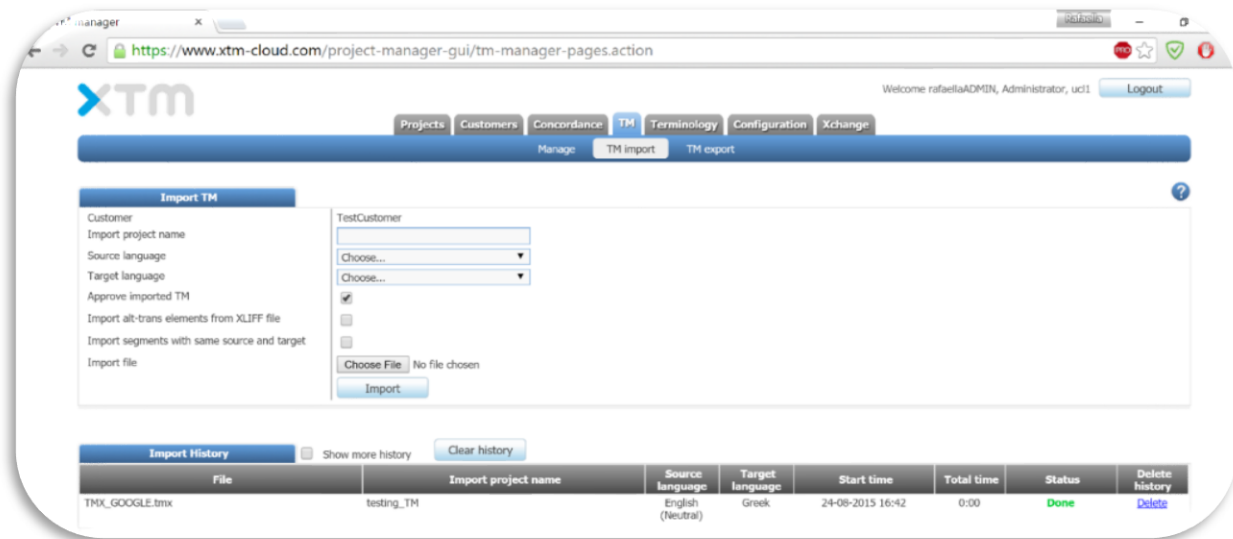 manager
Rafaella
https://www.xtm-cloud.com/project-manager-gui/tm-manager-pages.action
PRO
XTM
Welcome rafaellaADMIN, Administrator, ucl1 Logout
Projects Customers Concordance TM Terminology Configuration Xchange
Manage TM import TM export
Import TM
?
Customer TestCustomer
Import project name
Source language Choose...
Target language Choose...
Approve imported TM
Import alt-trans elements from XLIFF file
Import segments with same source and target
Import file Choose File No file chosen
Import
Import History Show more history Clear history
File Import project name Source language Target language Start time Total time Status Delete history
TMX_GOOGLE.tmx testing_TM English (Neutral) Greek 24-08-2015 16:42 0:00 Done Delete